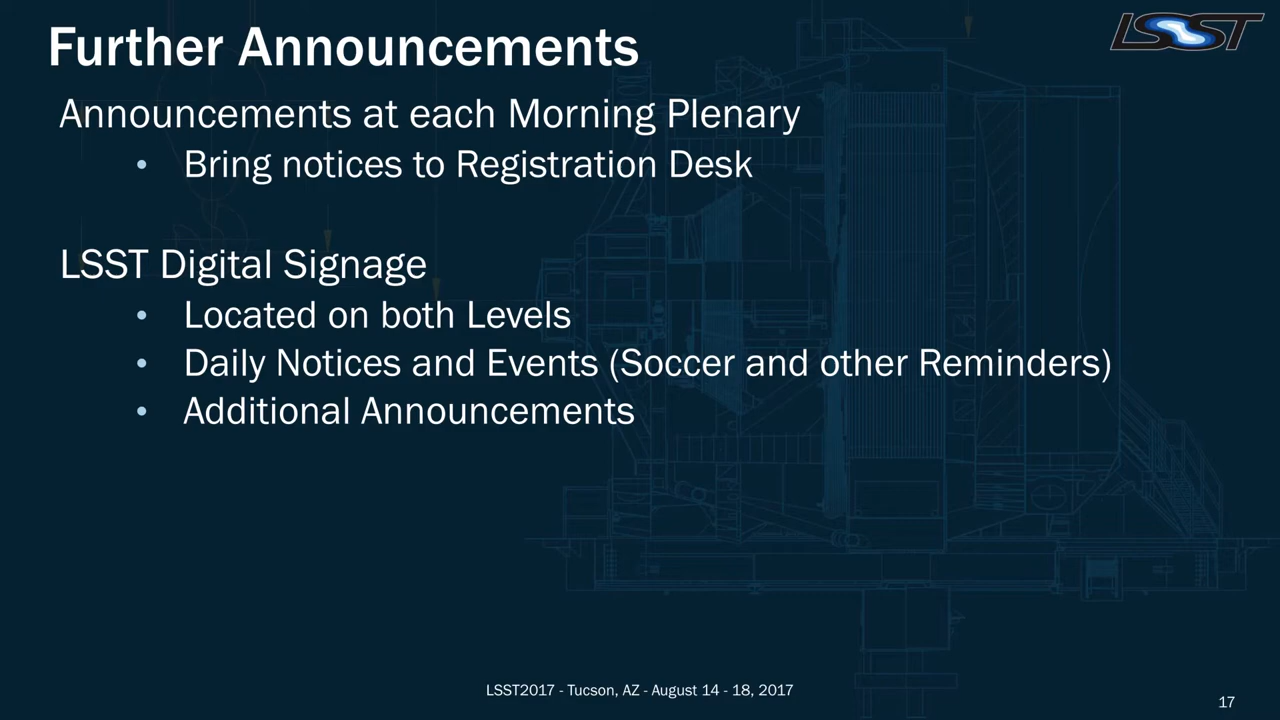 Further Announcements
LSST
Announcements at each Morning Plenary
• Bring notices to Registration Desk
LSST Digital Signage
• Located on both Levels
• Daily Notices and Events (Soccer and other Reminders)
• Additional Announcements
LSST2017 - Tucson, AZ - August 14 - 18, 2017
17